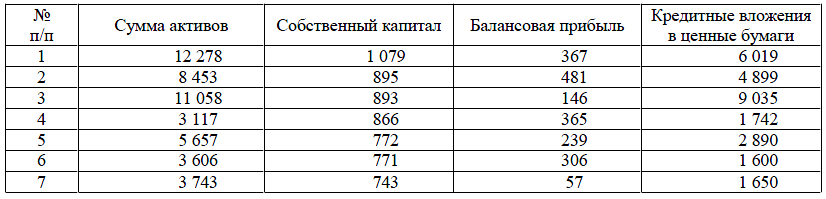 № п/п Сумма активов Собственный капитал Балансовая прибыль Кредитные вложения в ценные бумаги
1 12 278 1 079 367 6 019
2 8 453 895 481 4 899
3 11 058 893 146 9 035
4 3 117 866 365 1 742
5 5 657 772 239 2 890
6 3 606 771 306 1 600
7 3 743 743 57 1 650